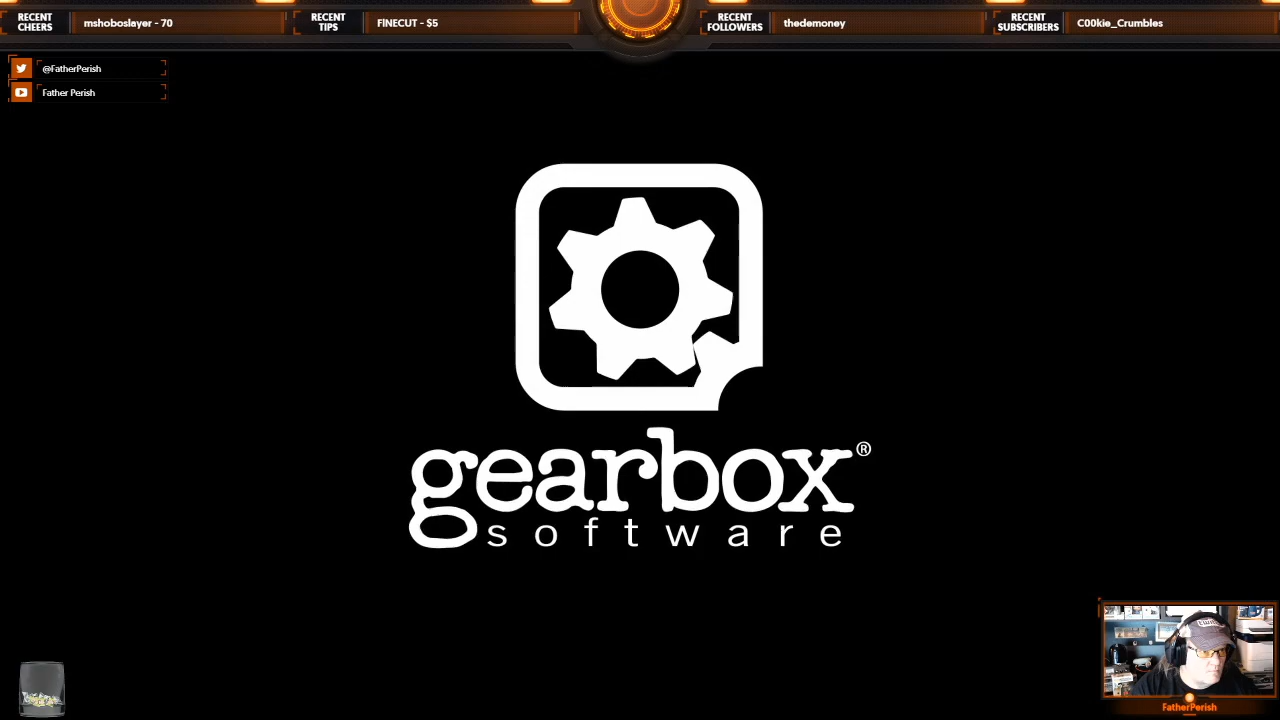 RECENT CHEERS
mshoboslayer - 70
RECENT TIPS
FINECUT - $5
RECENT FOLLOWERS
thedemoney
RECENT SUBSCRIBERS
C00kie_Crumbles
@FatherPerish
Father Perish
gearbox®
software
FatherPerish